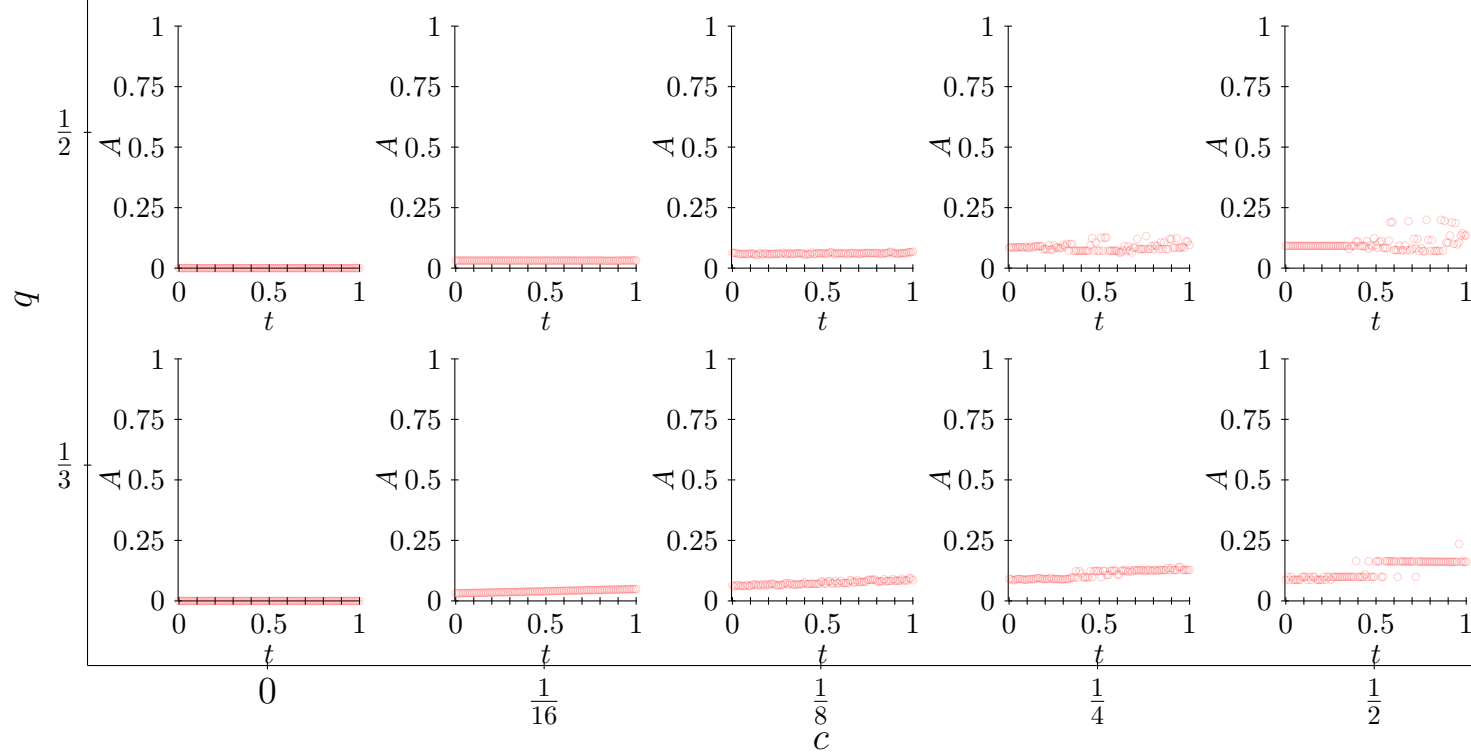 1 1 1 1 1
0.75 0.75 0.75 0.75 0.75
1/2 A 0.5 A 0.5 A 0.5 A 0.5 A 0.5
0.25 0.25 0.25 0.25 0.25
0 0 0 0 0
0 0.5 1 0 0.5 1 0 0.5 1 0 0.5 1 0 0.5 1
q
t t t t t
1 1 1 1 1
0.75 0.75 0.75 0.75 0.75
1/3 A 0.5 A 0.5 A 0.5 A 0.5 A 0.5
0.25 0.25 0.25 0.25 0.25
0 0 0 0 0
0 0.5 1 0 0.5 1 0 0.5 1 0 0.5 1 0 0.5 1
t t t t t
0 1/16 1/8 1/4 1/2
c